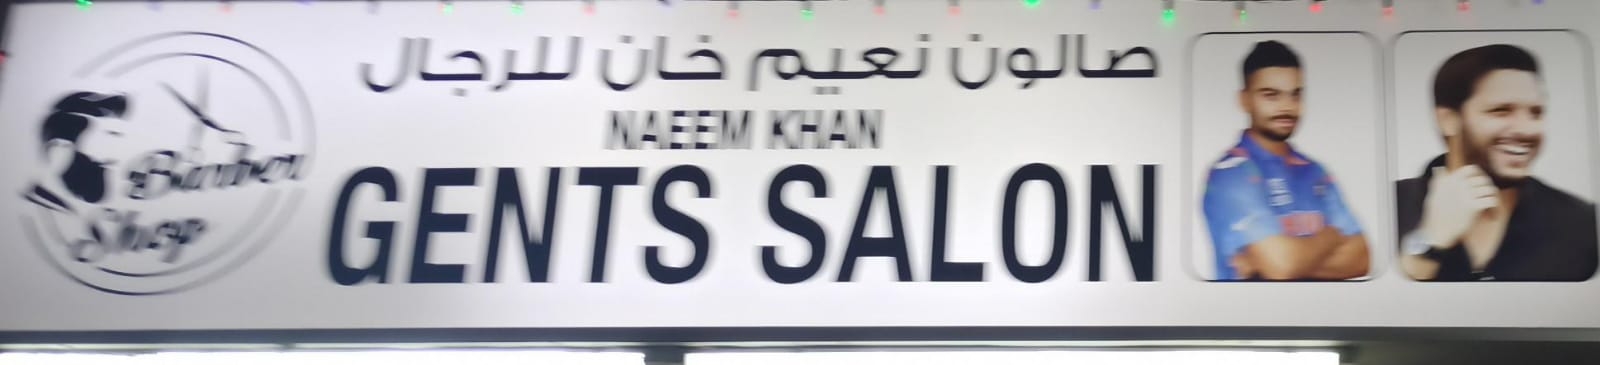 Barber
Shop
صالون نعيم خان للرجال
NAEEM KHAN
GENTS SALON